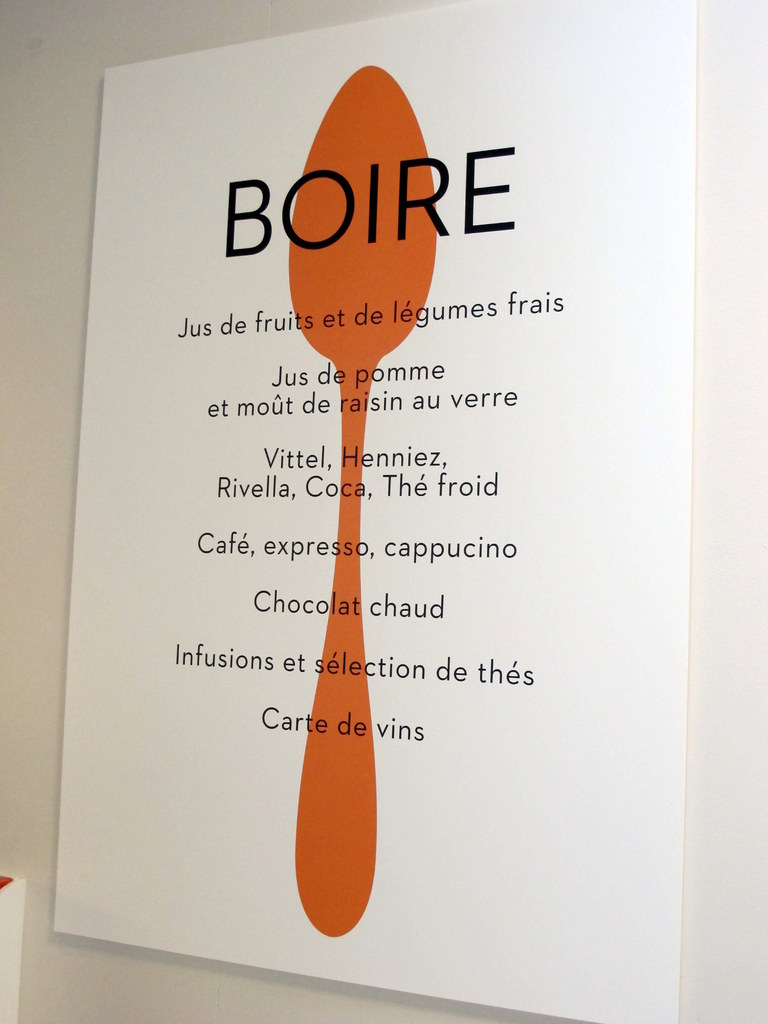 BOIRE
Jus de fruits et de légumes frais
Jus de pomme
et moût de raisin au verre
Vittel, Henniez,
Rivella, Coca, Thé froid
Café, expresso, cappucino
Chocolat chaud
Infusions et sélection de thés
Carte de vins